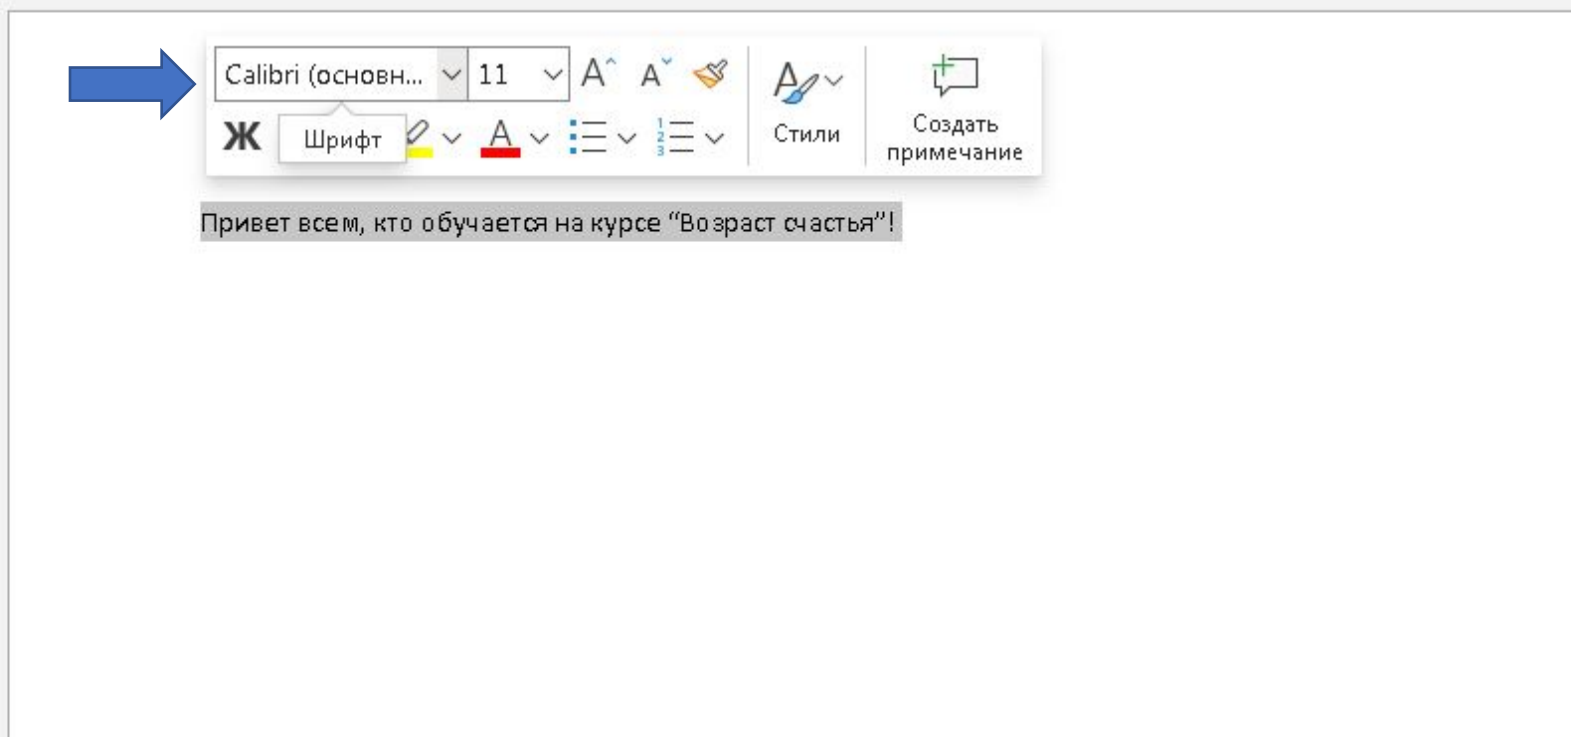 Calibri (основн... 11 A A
Стили
Создать
примечание
Ж Шрифт A
Привет всем, кто обучается на курсе “Возраст счастья”!